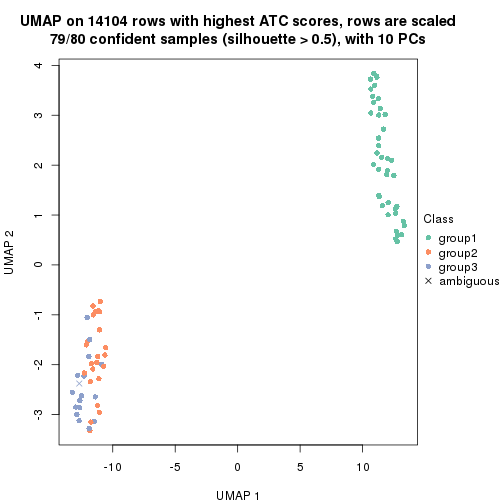 UMAP on 14104 rows with highest ATC scores, rows are scaled
79/80 confident samples (silhouette > 0.5), with 10 PCs
4
3
2
1
0
-1
-2
-3
UMAP 2
-10
-5
0
5
10
UMAP 1
Class
group1
group2
group3
ambiguous